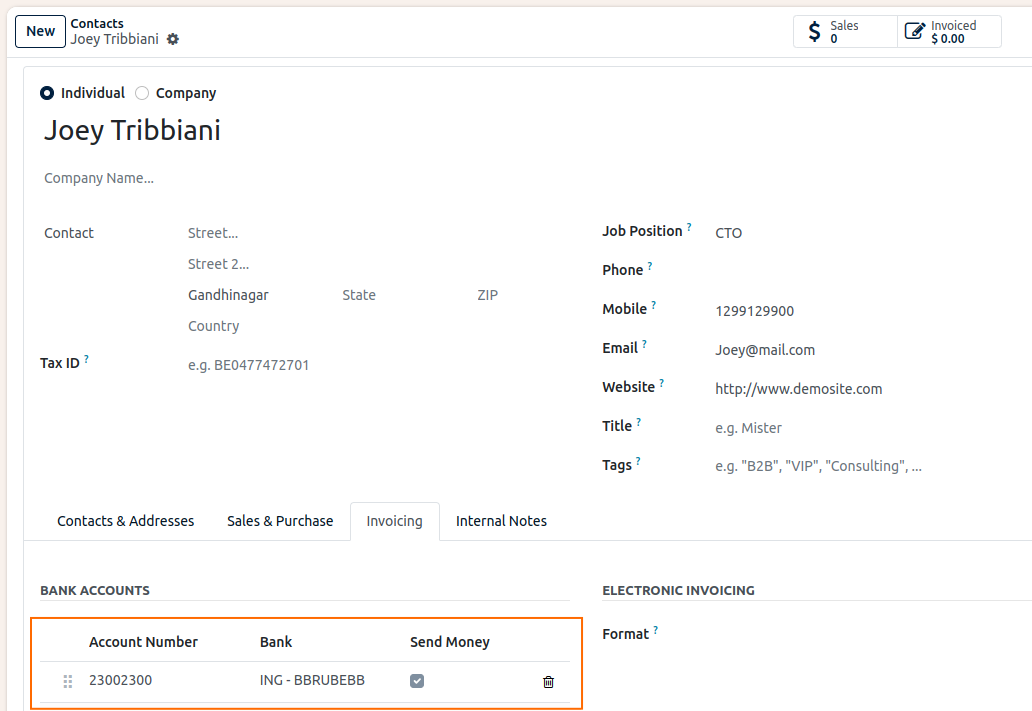 New
Contacts
Joey Tribbiani
Sales
0
Invoiced
$ 0.00
Individual Company
Joey Tribbiani
Company Name...
Contact
Street...
Street 2...
Gandhinagar State ZIP
Country
Tax ID ? e.g. BE0477472701
Job Position ? CTO
Phone ?
Mobile ? 1299129900
Email ? Joey@mail.com
Website ? http://www.demosite.com
Title ? e.g. Mister
Tags ? e.g. "B2B", "VIP", "Consulting", ...
Contacts & Addresses Sales & Purchase Invoicing Internal Notes
BANK ACCOUNTS
Account Number Bank Send Money
23002300 ING - BBRUBEBB
ELECTRONIC INVOICING
Format ?